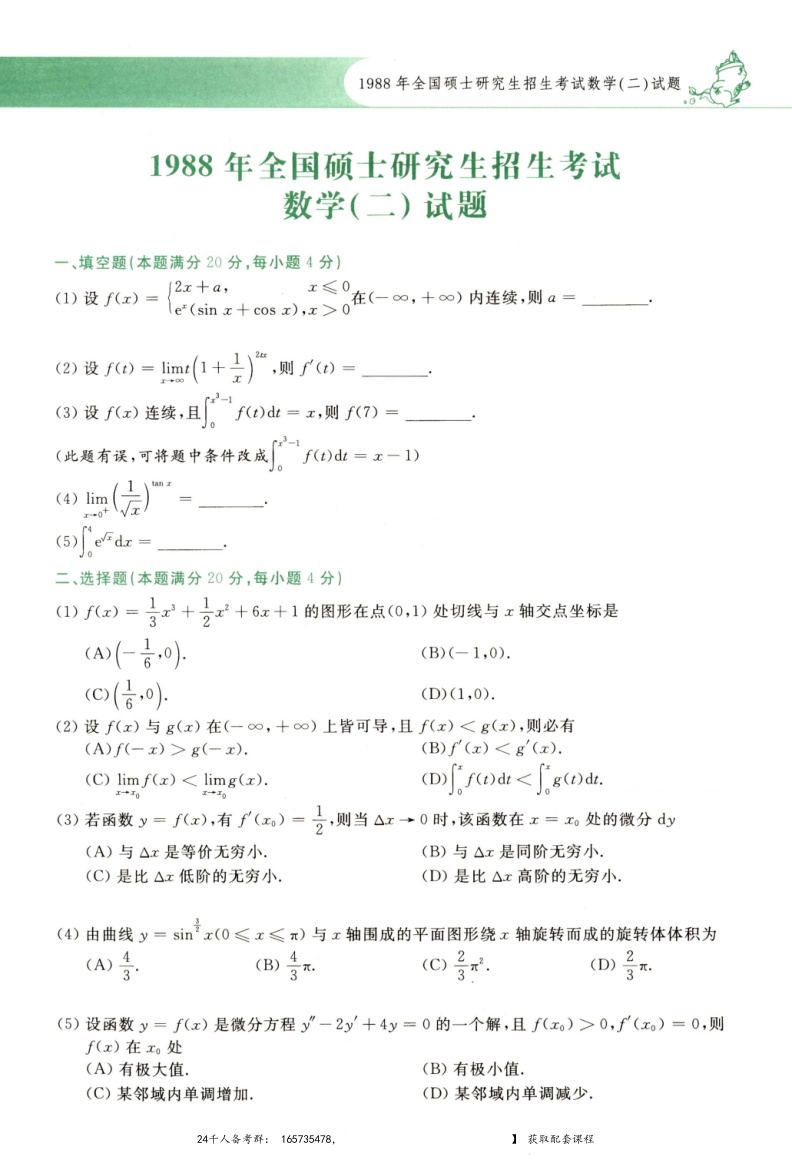 1988 年全国硕士研究生招生考试数学(二)试题
1988 年全国硕士研究生招生考试
数学(二)试题
一、填空题(本题满分 20 分,每小题 4 分)
(1) 设 f(x) = { 2x + a, x ⩽ 0; eˣ(sin x + cos x), x > 0 在(-∞,+∞) 内连续,则 a = ______.
(2) 设 f(t) = lim_{x→∞} t(1 + 1/x)^{2tx},则 f′(t) = ______.
(3) 设 f(x) 连续,且∫_0^{x³-1} f(t)dt = x,则 f(7) = ______.
(此题有误,可将题中条件改成∫_0^{x³-1} f(t)dt = x - 1)
(4) lim_{x→0⁺} (1/√x)^{tan x} = ______.
(5) ∫_0^4 e^{√x} dx = ______.
二、选择题(本题满分 20 分,每小题 4 分)
(1) f(x) = 1/3 x³ + 1/2 x² + 6x + 1 的图形在点(0,1) 处切线与 x 轴交点坐标是
(A)(-1/6,0). (B)(-1,0).
(C)(1/6,0). (D)(1,0).
(2) 设 f(x) 与 g(x) 在(-∞,+∞) 上皆可导,且 f(x) < g(x),则必有
(A)f(-x) > g(-x). (B)f′(x) < g′(x).
(C) lim_{x→x₀} f(x) < lim_{x→x₀} g(x). (D)∫_0^x f(t)dt < ∫_0^x g(t)dt.
(3) 若函数 y = f(x),有 f′(x₀) = 1/2,则当 Δx → 0 时,该函数在 x = x₀ 处的微分 dy
(A) 与 Δx 是等价无穷小. (B) 与 Δx 是同阶无穷小.
(C) 是比 Δx 低阶的无穷小. (D) 是比 Δx 高阶的无穷小.
(4) 由曲线 y = sin^{3/2} x(0 ⩽ x ⩽ π) 与 x 轴围成的平面图形绕 x 轴旋转而成的旋转体体积为
(A) 4/3. (B) 4/3 π. (C) 2/3 π². (D) 2/3 π.
(5) 设函数 y = f(x) 是微分方程 y″ - 2y′ + 4y = 0 的一个解,且 f(x₀) > 0,f′(x₀) = 0,则
f(x) 在 x₀ 处
(A) 有极大值. (B) 有极小值.
(C) 某邻域内单调增加. (D) 某邻域内单调减少.
24千人备考群: 165735478, 】 获取配套课程